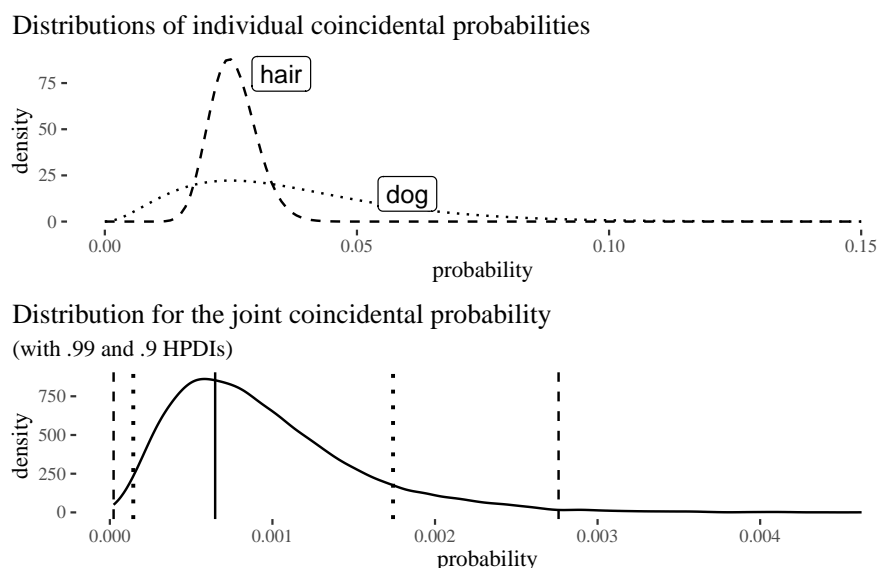 Distributions of individual coincidental probabilities
hair
dog
75
50
25
0
density
0.00 0.05 0.10 0.15
probability
Distribution for the joint coincidental probability
(with .99 and .9 HPDIs)
750
500
250
0
density
0.000 0.001 0.002 0.003 0.004
probability